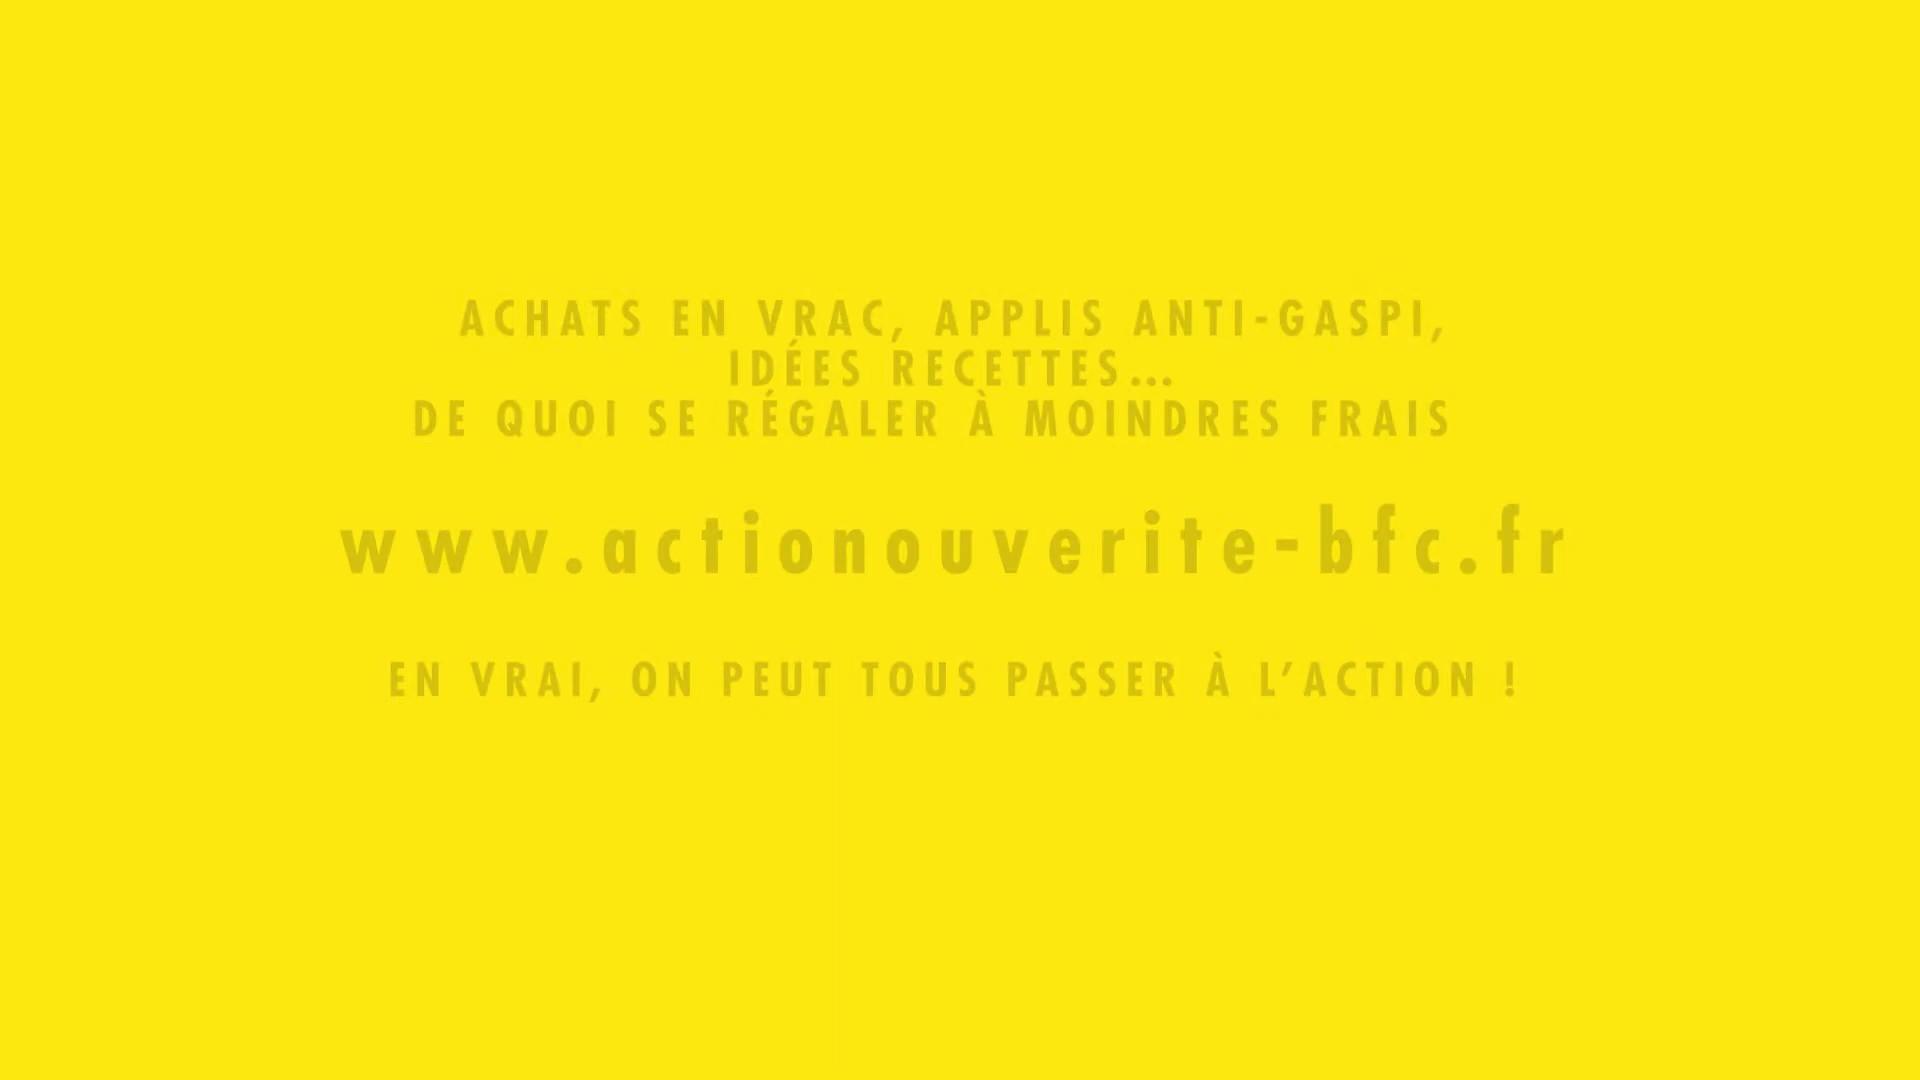 ACHATS EN VRAC, APPLIS ANTI-GASPI,
IDÉES RECETTES...
DE QUOI SE RÉGALER À MOINDRES FRAIS
www.actionouverite-bfc.fr
EN VRAI, ON PEUT TOUS PASSER À L’ACTION !